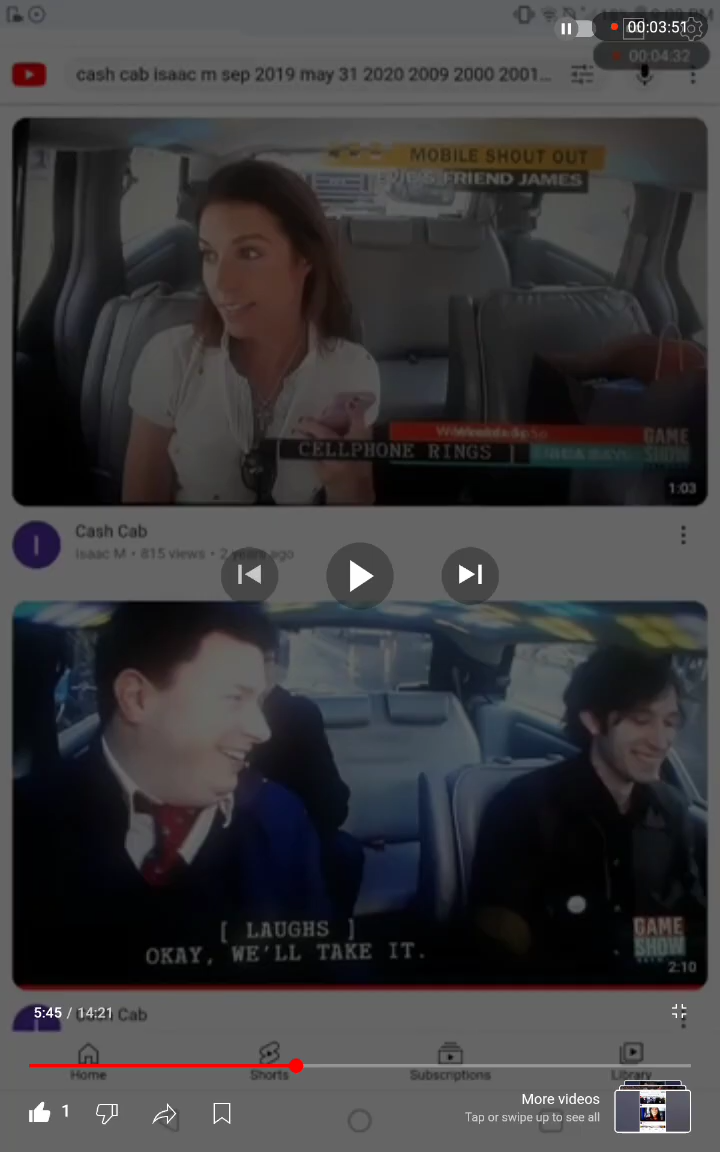 00:03:51
00:04:32
cash cab isaac m sep 2019 may 31 2020 2009 2000 2001...
MOBILE SHOUT OUT
FRIEND JAMES
CELLPHONE RINGS
GAME
SHOW
1:03
I
Cash Cab
Isaac M • 815 views • 2 years ago
[ LAUGHS ]
OKAY, WE'LL TAKE IT.
GAME
SHOW
2:10
5:45 / 14:21
Cash Cab
Home
Shorts
Subscriptions
Library
1
More videos
Tap or swipe up to see all